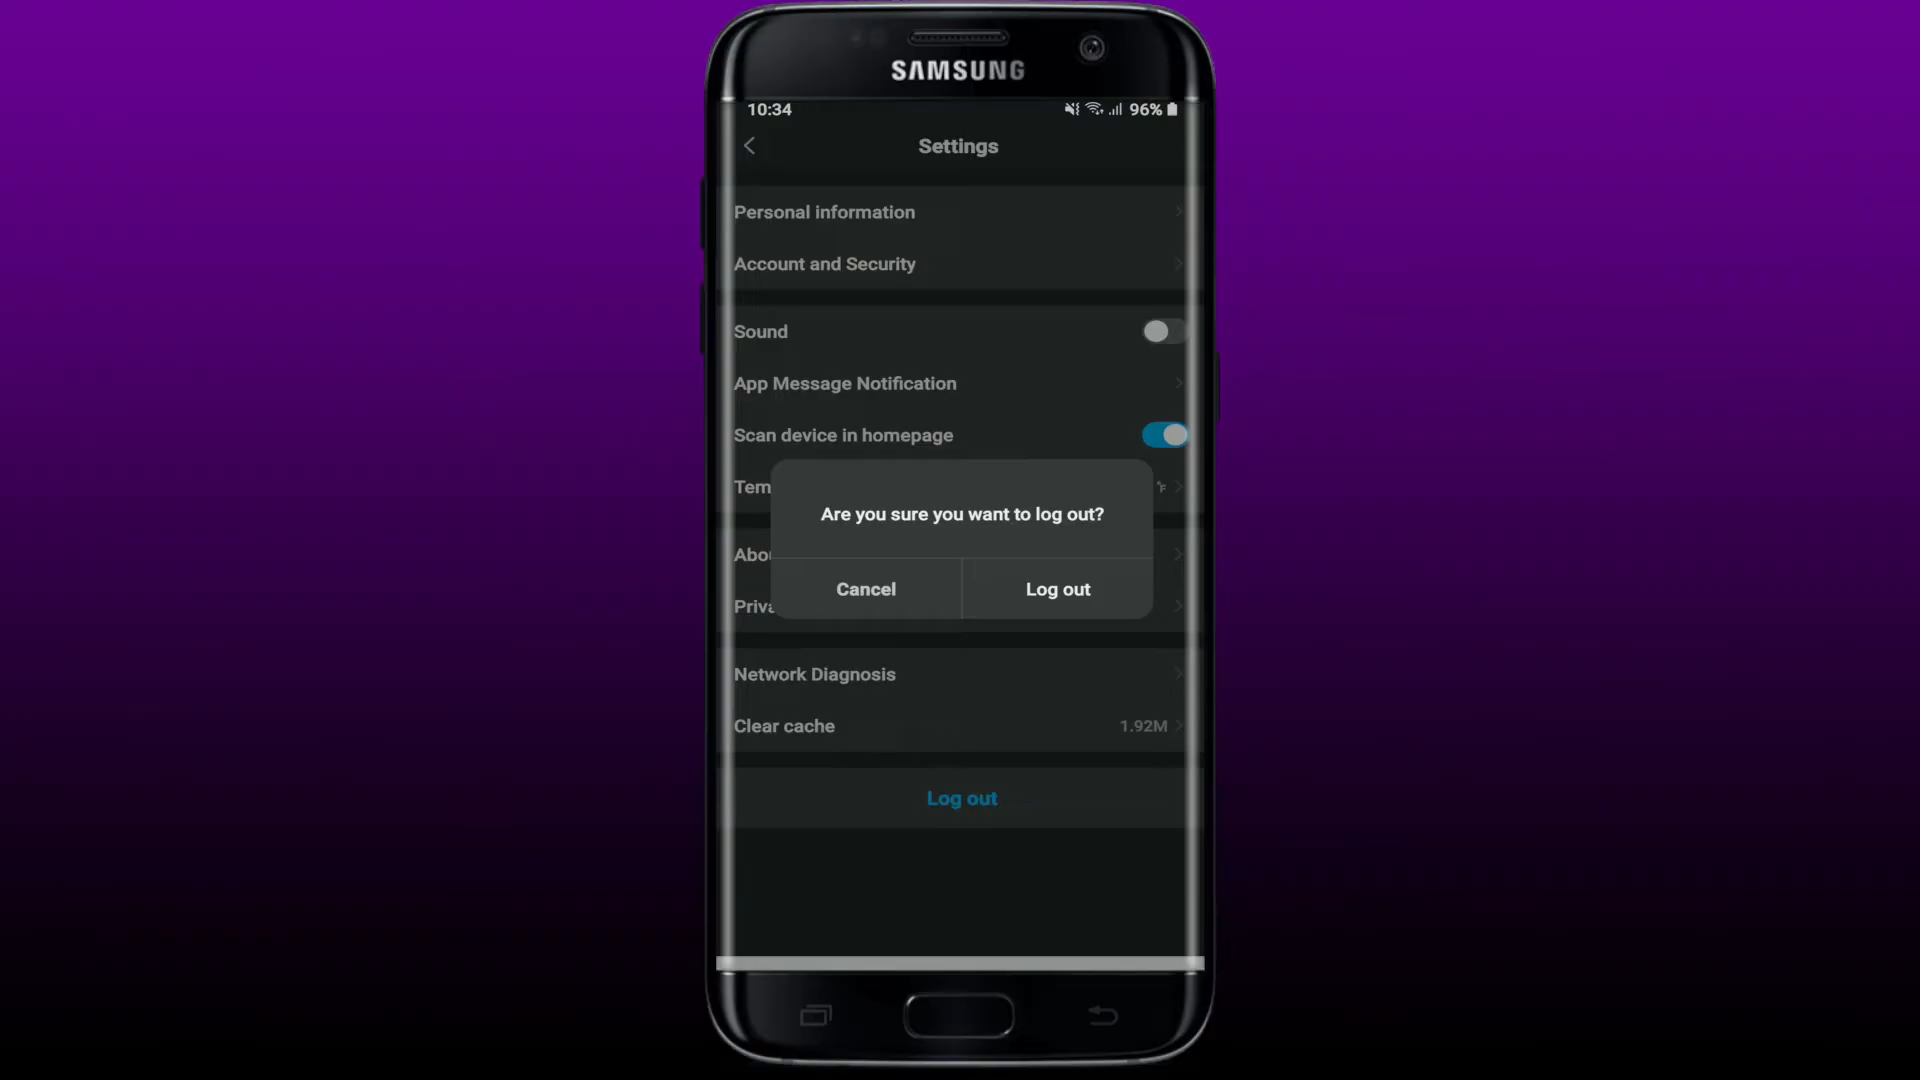 SAMSUNG
10:34 96%
Settings
Personal information
Account and Security
Sound
App Message Notification
Scan device in homepage
Tem °F
Are you sure you want to log out?
Abo
Cancel Log out
Priva
Network Diagnosis
Clear cache 1.92M
Log out